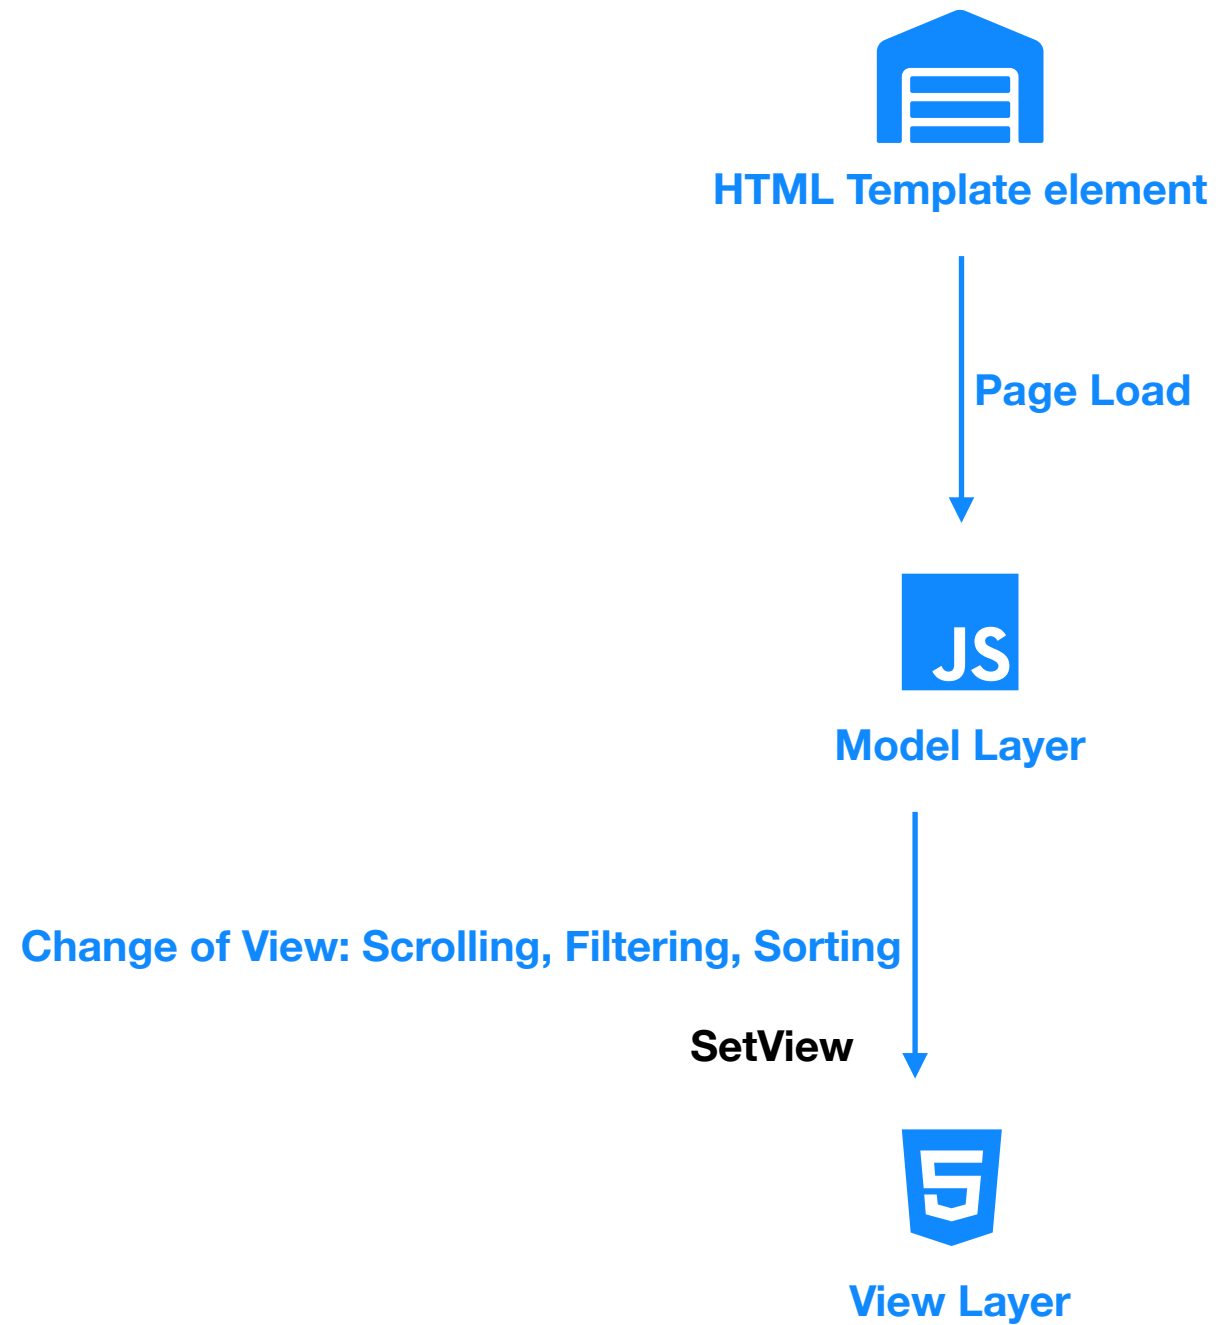 HTML Template element
Page Load
JS
Model Layer
Change of View: Scrolling, Filtering, Sorting
SetView
5
View Layer